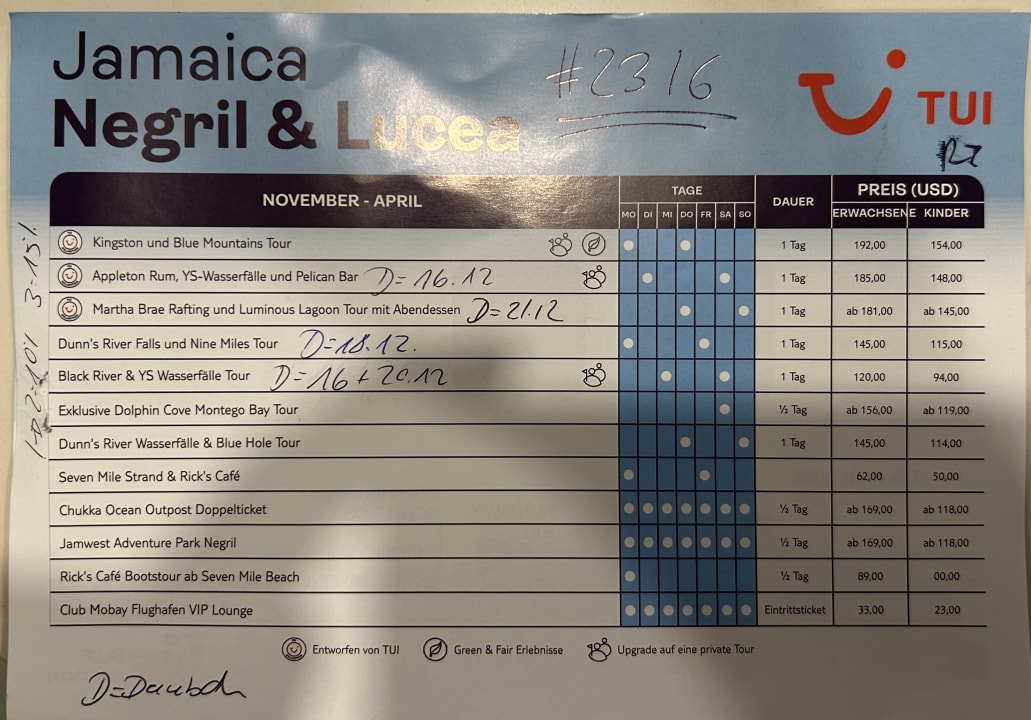 Jamaica
#2316
Negril & Lucea
TUI
NOVEMBER - APRIL
TAGE
DAUER
PREIS (USD)
MO DI MI DO FR SA SO
ERWACHSENE KINDER
Kingston und Blue Mountains Tour 1 Tag 192,00 154,00
Appleton Rum, YS-Wasserfälle und Pelican Bar D=16.12 1 Tag 185,00 148,00
Martha Brae Rafting und Luminous Lagoon Tour mit Abendessen D=21.12 1 Tag ab 181,00 ab 145,00
Dunn's River Falls und Nine Miles Tour D=18.12. 1 Tag 145,00 115,00
Black River & YS Wasserfälle Tour D=16+20.12 1 Tag 120,00 94,00
Exklusive Dolphin Cove Montego Bay Tour ½ Tag ab 156,00 ab 119,00
Dunn's River Wasserfälle & Blue Hole Tour 1 Tag 145,00 114,00
Seven Mile Strand & Rick's Café 62,00 50,00
Chukka Ocean Outpost Doppelticket ½ Tag ab 169,00 ab 118,00
Jamwest Adventure Park Negril ½ Tag ab 169,00 ab 118,00
Rick's Café Bootstour ab Seven Mile Beach ½ Tag 89,00 00,00
Club Mobay Flughafen VIP Lounge Eintrittsticket 33,00 23,00
Entworfen von TUI
Green & Fair Erlebnisse
Upgrade auf eine private Tour
2-10% 3-15%